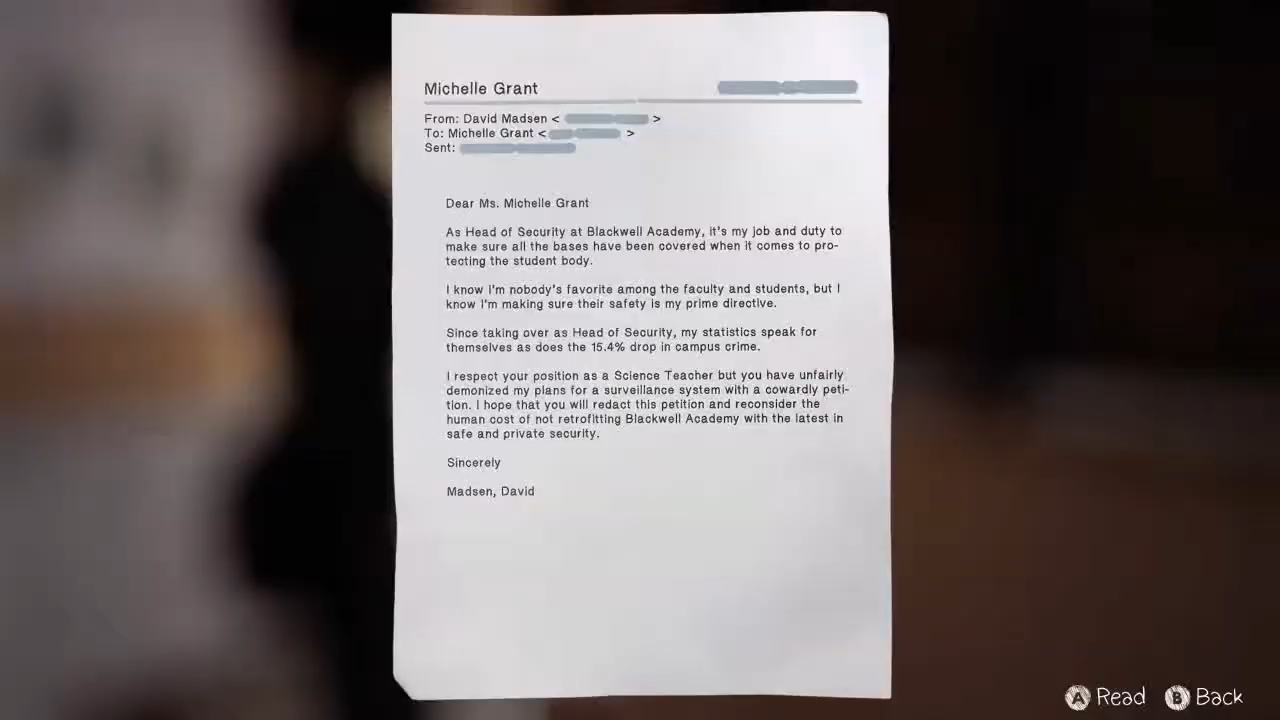 Michelle Grant
From: David Madsen < >
To: Michelle Grant < >
Sent:
Dear Ms. Michelle Grant
As Head of Security at Blackwell Academy, it's my job and duty to
make sure all the bases have been covered when it comes to pro-
tecting the student body.
I know I'm nobody's favorite among the faculty and students, but I
know I'm making sure their safety is my prime directive.
Since taking over as Head of Security, my statistics speak for
themselves as does the 15.4% drop in campus crime.
I respect your position as a Science Teacher but you have unfairly
demonized my plans for a surveillance system with a cowardly peti-
tion. I hope that you will redact this petition and reconsider the
human cost of not retrofitting Blackwell Academy with the latest in
safe and private security.
Sincerely
Madsen, David
A Read B Back